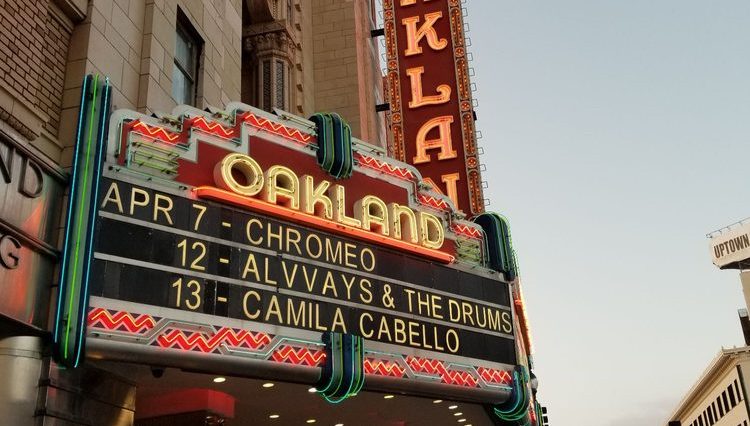 OAKLAND
OAKLAND
APR 7 - CHROMEO
12 - ALVVAYS & THE DRUMS
13 - CAMILA CABELLO
UPTOWN